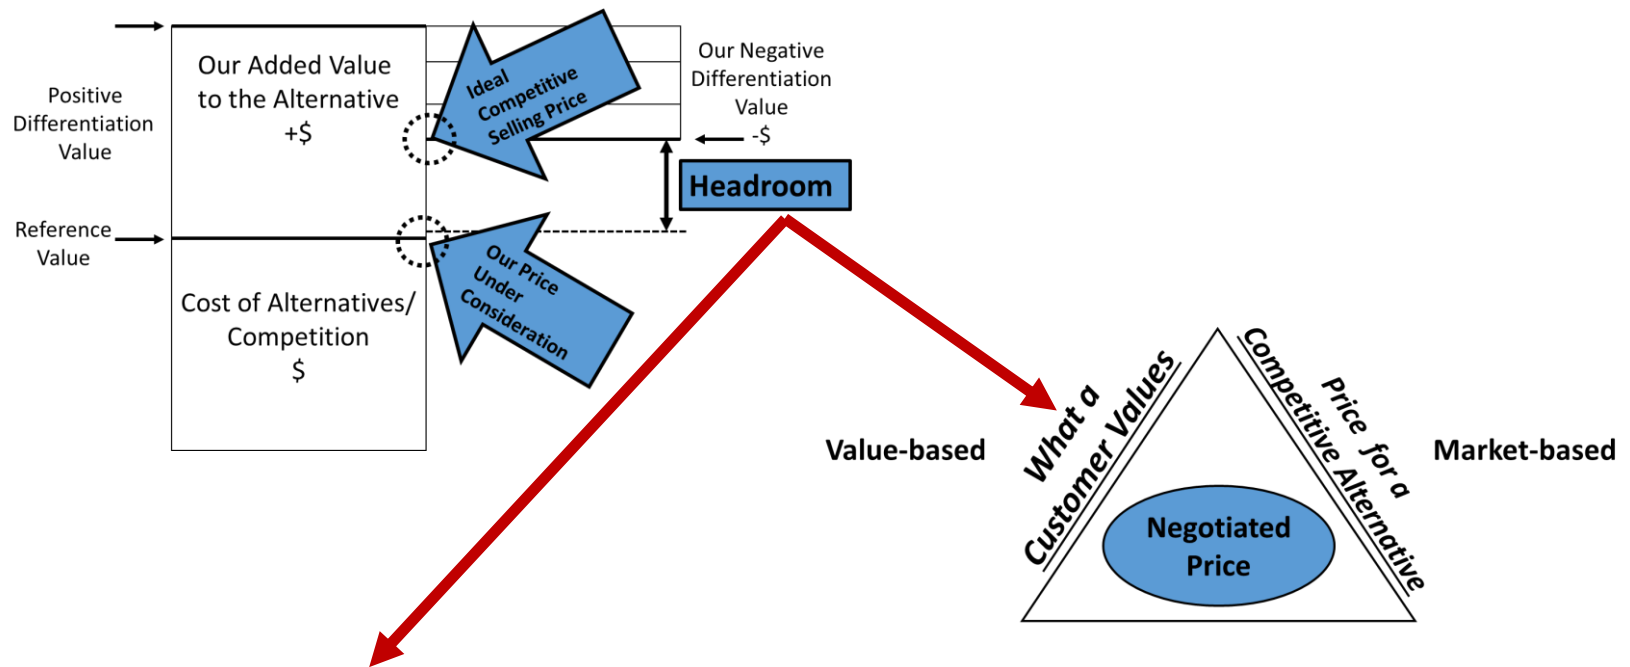 Positive
Differentiation
Value
Reference
Value
Our Added Value
to the Alternative
+$
Cost of Alternatives/
Competition
$
Ideal
Competitive
Selling Price
Our Price
Under
Consideration
Our Negative
Differentiation
Value
-$
Headroom
Value-based
What a
Customer Values
Price for a
Competitive Alternative
Market-based
Negotiated
Price